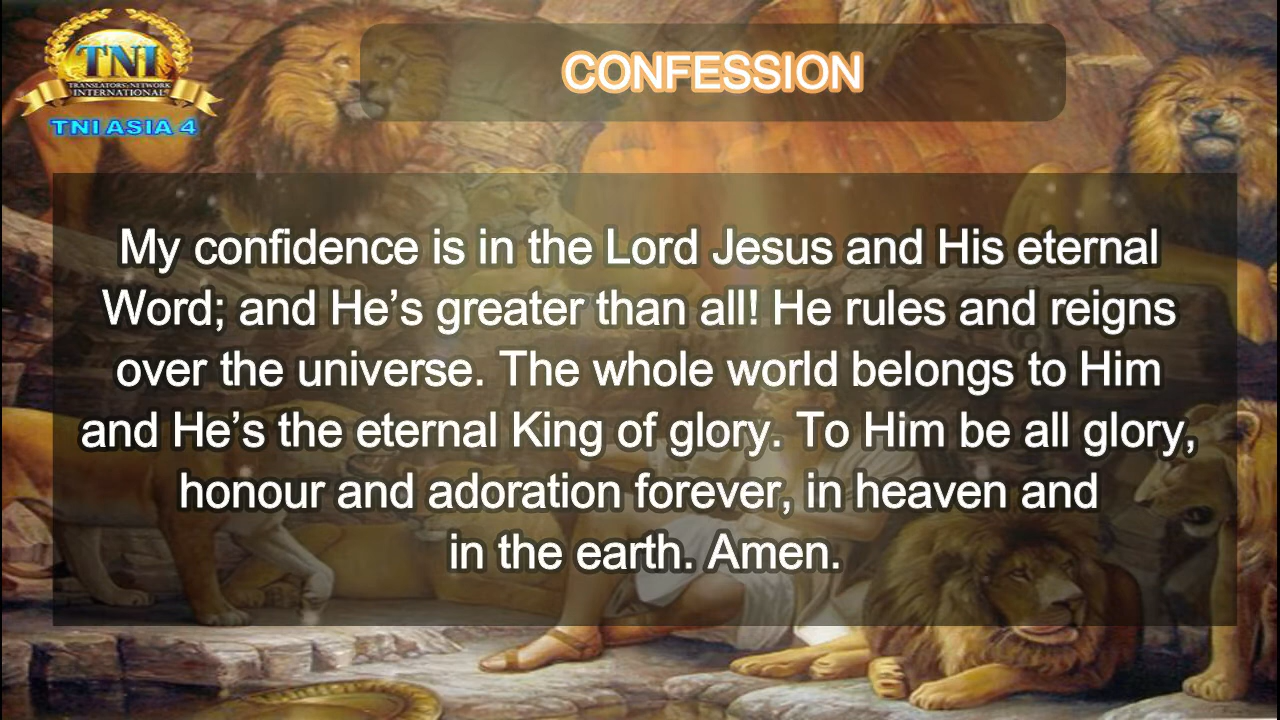 TNI
TRANSLATORS' NETWORK
INTERNATIONAL
TNI ASIA 4
CONFESSION
My confidence is in the Lord Jesus and His eternal
Word; and He’s greater than all! He rules and reigns
over the universe. The whole world belongs to Him
and He’s the eternal King of glory. To Him be all glory,
honour and adoration forever, in heaven and
in the earth. Amen.